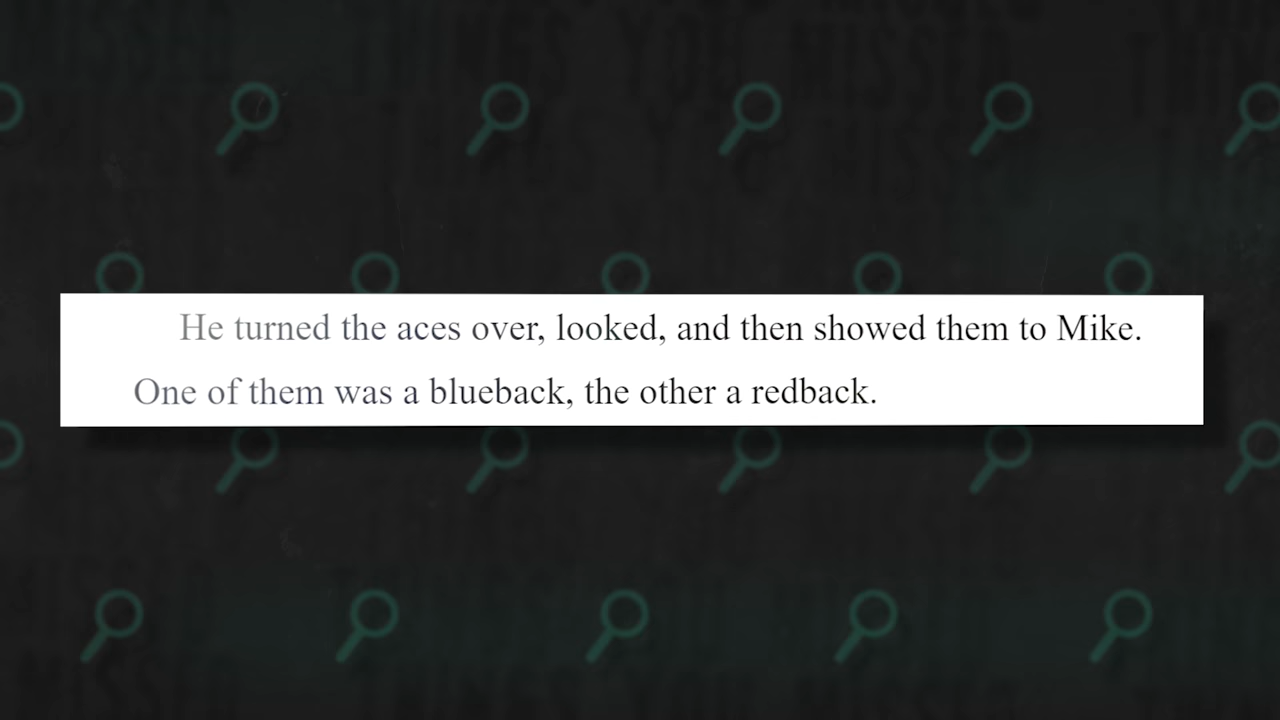 He turned the aces over, looked, and then showed them to Mike.
One of them was a blueback, the other a redback.